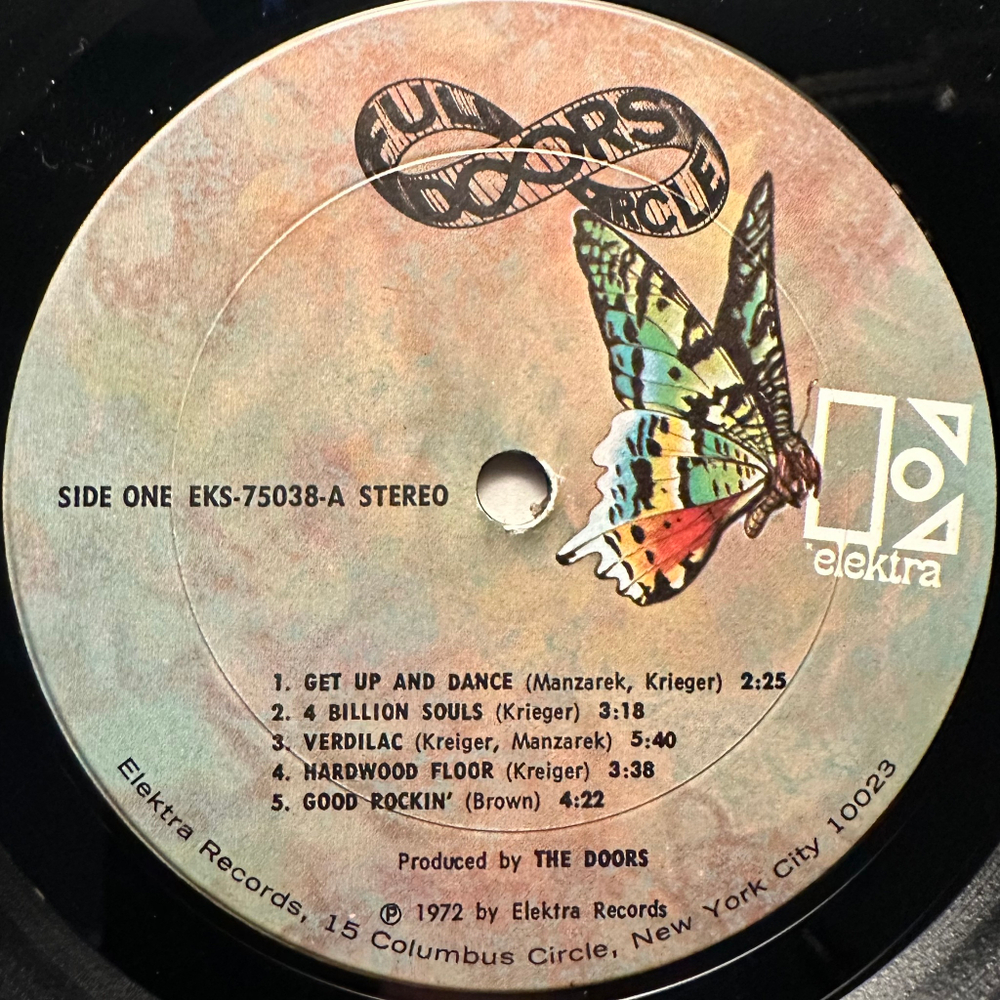 FULL
DOORS
CIRCLE
elektra
SIDE ONE EKS-75038-A STEREO
1. GET UP AND DANCE (Manzarek, Krieger) 2:25
2. 4 BILLION SOULS (Krieger) 3:18
3. VERDILAC (Kreiger, Manzarek) 5:40
4. HARDWOOD FLOOR (Kreiger) 3:38
5. GOOD ROCKIN' (Brown) 4:22
Produced by THE DOORS
℗ 1972 by Elektra Records
Elektra Records, 15 Columbus Circle, New York City 10023